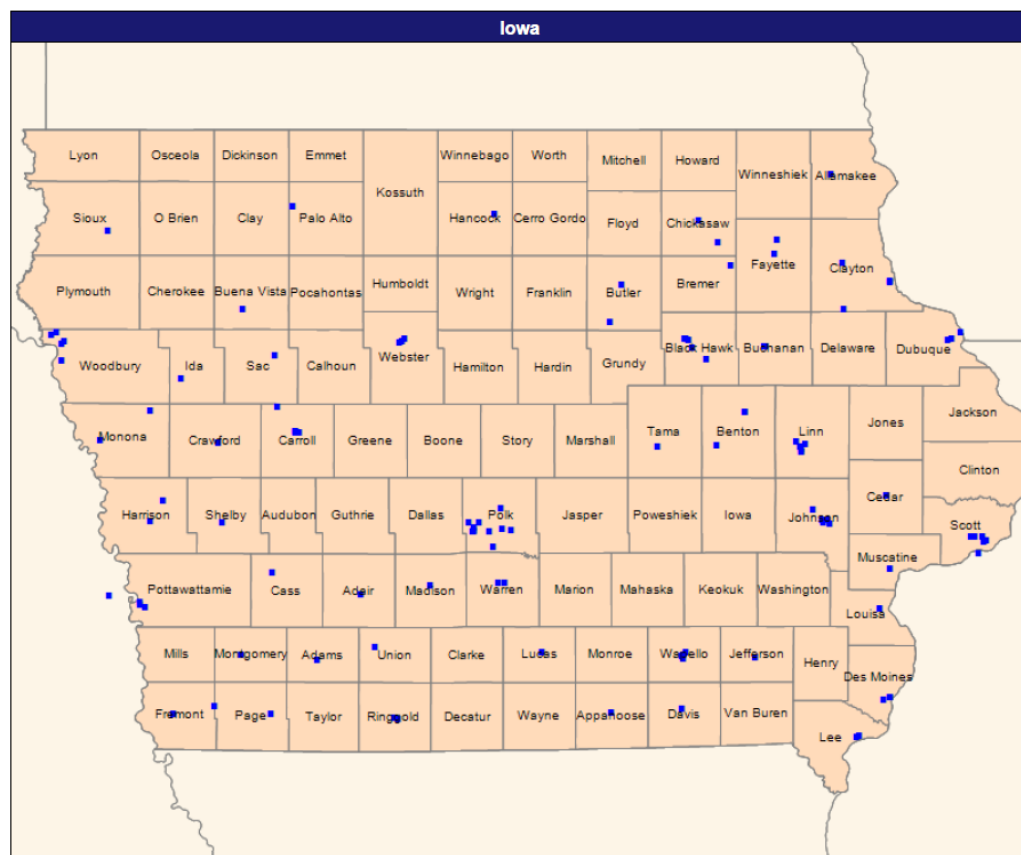 Iowa
Lyon Osceola Dickinson Emmet Kossuth Winnebago Worth Mitchell Howard Winneshiek Allamakee
Sioux O Brien Clay Palo Alto Hancock Cerro Gordo Floyd Chickasaw
Plymouth Cherokee Buena Vista Pocahontas Humboldt Wright Franklin Butler Bremer Fayette Clayton
Woodbury Ida Sac Calhoun Webster Hamilton Hardin Grundy Black Hawk Buchanan Delaware Dubuque
Monona Crawford Carroll Greene Boone Story Marshall Tama Benton Linn Jones Jackson
Clinton
Harrison Shelby Audubon Guthrie Dallas Polk Jasper Poweshiek Iowa Johnson Cedar Scott
Muscatine
Pottawattamie Cass Adair Madison Warren Marion Mahaska Keokuk Washington Louisa
Mills Montgomery Adams Union Clarke Lucas Monroe Wapello Jefferson Henry Des Moines
Fremont Page Taylor Ringgold Decatur Wayne Appanoose Davis Van Buren Lee